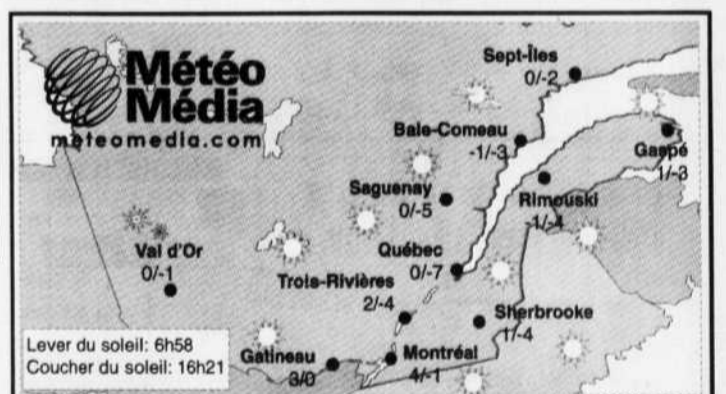 Météo
Média
meteomedia.com
Sept-Îles
0/-2
Baie-Comeau
-1/-3
Gaspé
1/-3
Saguenay
0/-5
Rimouski
-1/-4
Val d'Or
0/-1
Québec
0/-7
Trois-Rivières
2/-4
Sherbrooke
1/-4
Lever du soleil: 6h58
Coucher du soleil: 16h21
Gatineau
3/0
Montréal
4/-1